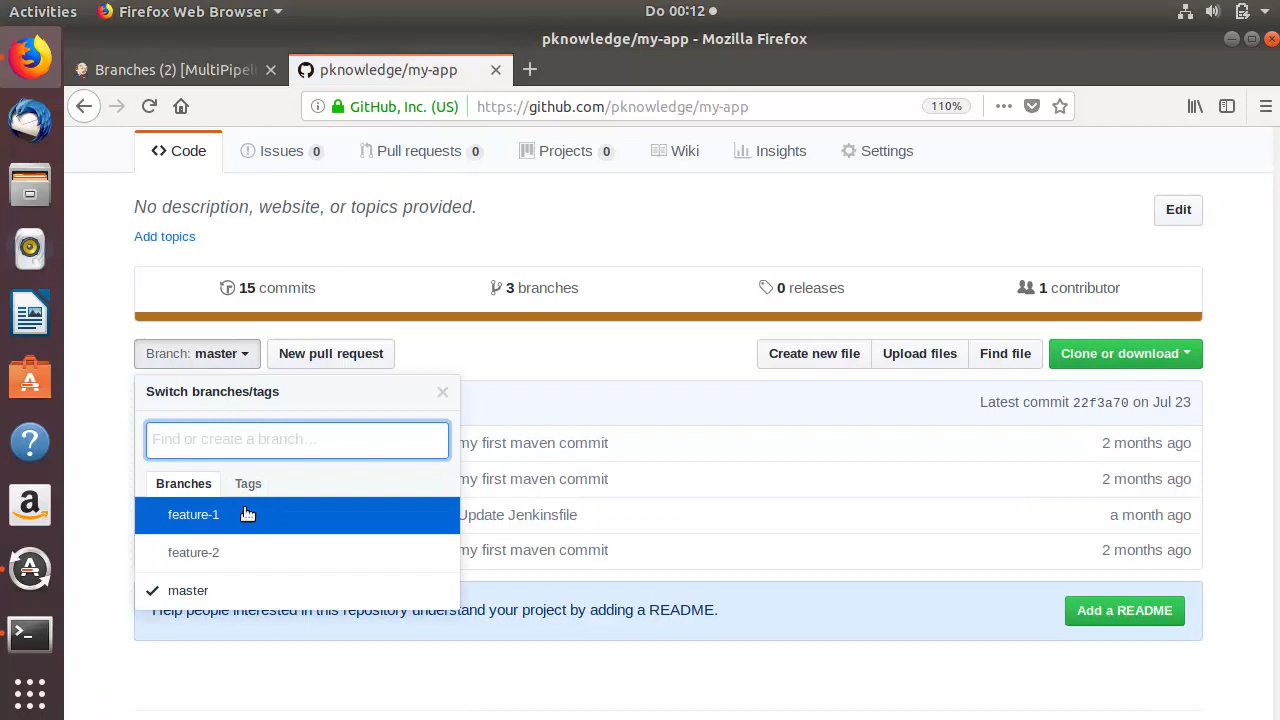 Activities Firefox Web Browser Do 00:12
pknowledge/my-app - Mozilla Firefox
Branches (2) [MultiPipel pknowledge/my-app
GitHub, Inc. (US) https://github.com/pknowledge/my-app 110%
Code Issues 0 Pull requests 0 Projects 0 Wiki Insights Settings
No description, website, or topics provided. Edit
Add topics
15 commits 3 branches 0 releases 1 contributor
Branch: master New pull request Create new file Upload files Find file Clone or download
Switch branches/tags Latest commit 22f3a70 on Jul 23
Find or create a branch… my first maven commit 2 months ago
Branches Tags my first maven commit 2 months ago
feature-1 Update Jenkinsfile a month ago
feature-2 my first maven commit 2 months ago
master
Help people interested in this repository understand your project by adding a README. Add a README